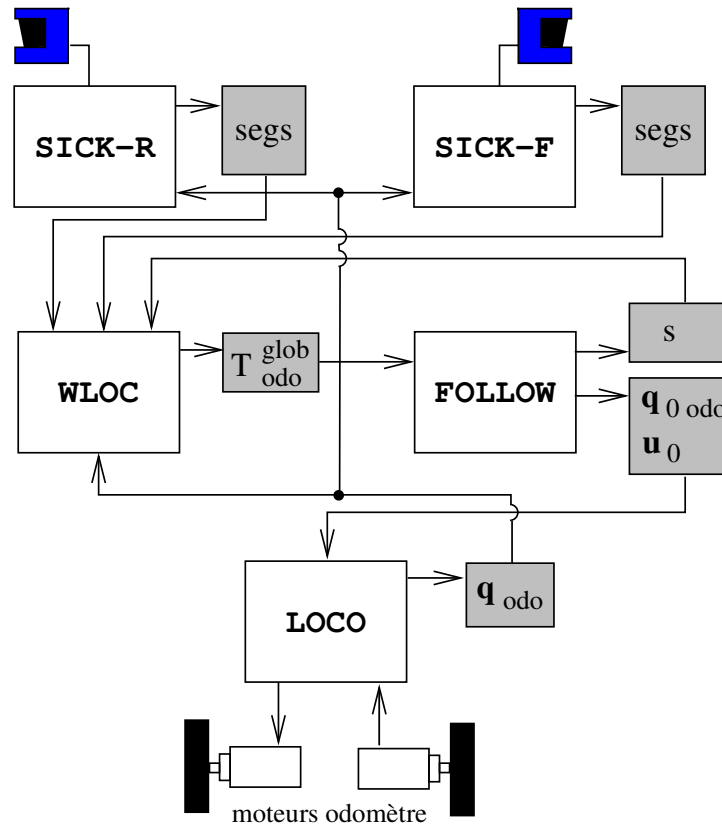 SICK-R
segs
SICK-F
segs
WLOC
T glob odo
FOLLOW
s
q 0 odo
u 0
LOCO
q odo
moteurs odomètre